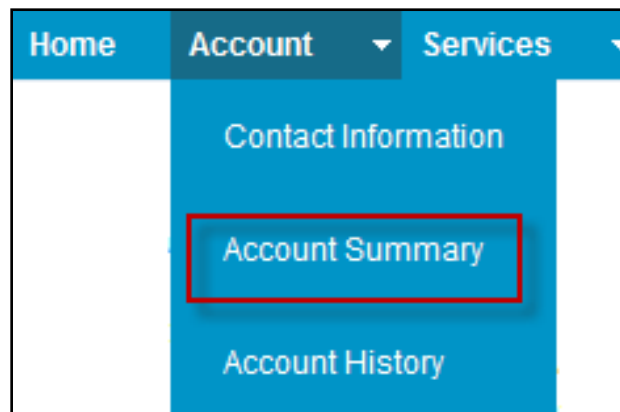 Home Account Services
Contact Information
Account Summary
Account History